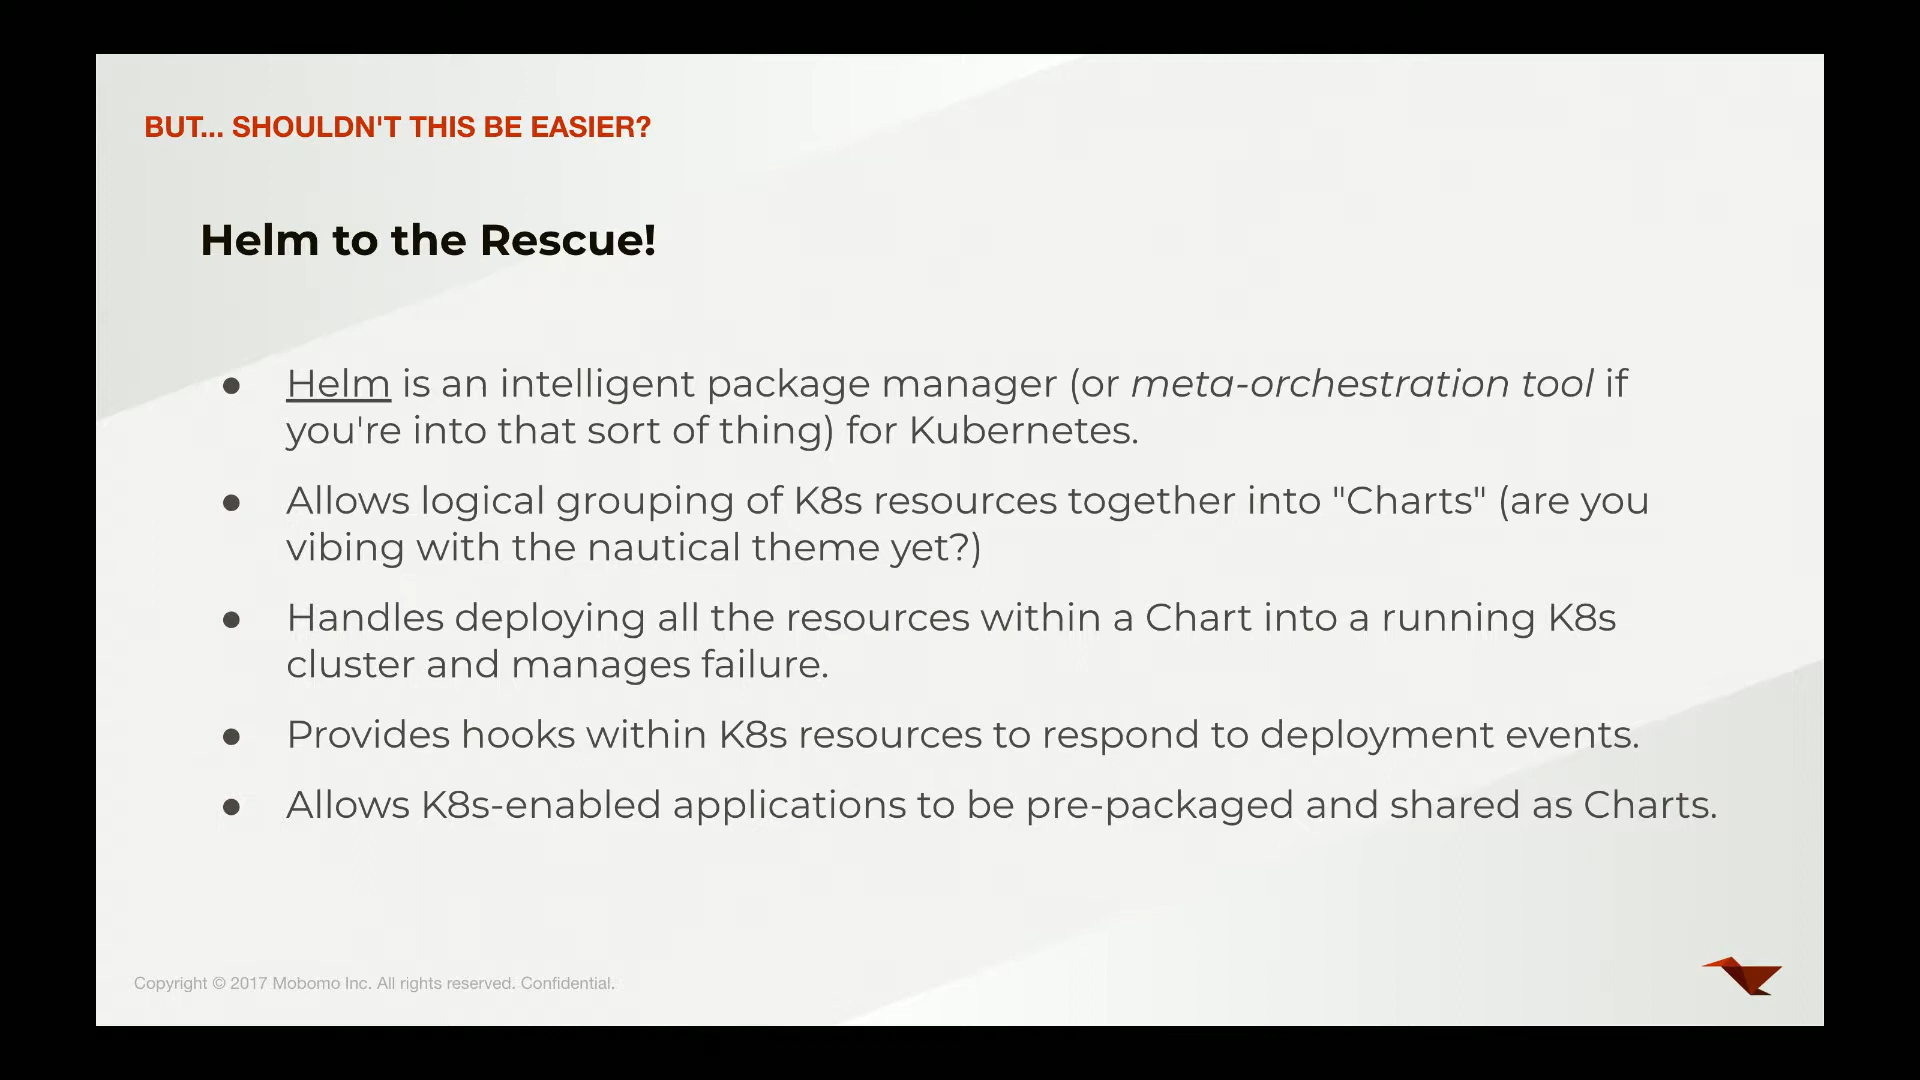 BUT... SHOULDN'T THIS BE EASIER?
Helm to the Rescue!
● Helm is an intelligent package manager (or meta-orchestration tool if
you're into that sort of thing) for Kubernetes.
● Allows logical grouping of K8s resources together into "Charts" (are you
vibing with the nautical theme yet?)
● Handles deploying all the resources within a Chart into a running K8s
cluster and manages failure.
● Provides hooks within K8s resources to respond to deployment events.
● Allows K8s-enabled applications to be pre-packaged and shared as Charts.
Copyright © 2017 Mobomo Inc. All rights reserved. Confidential.